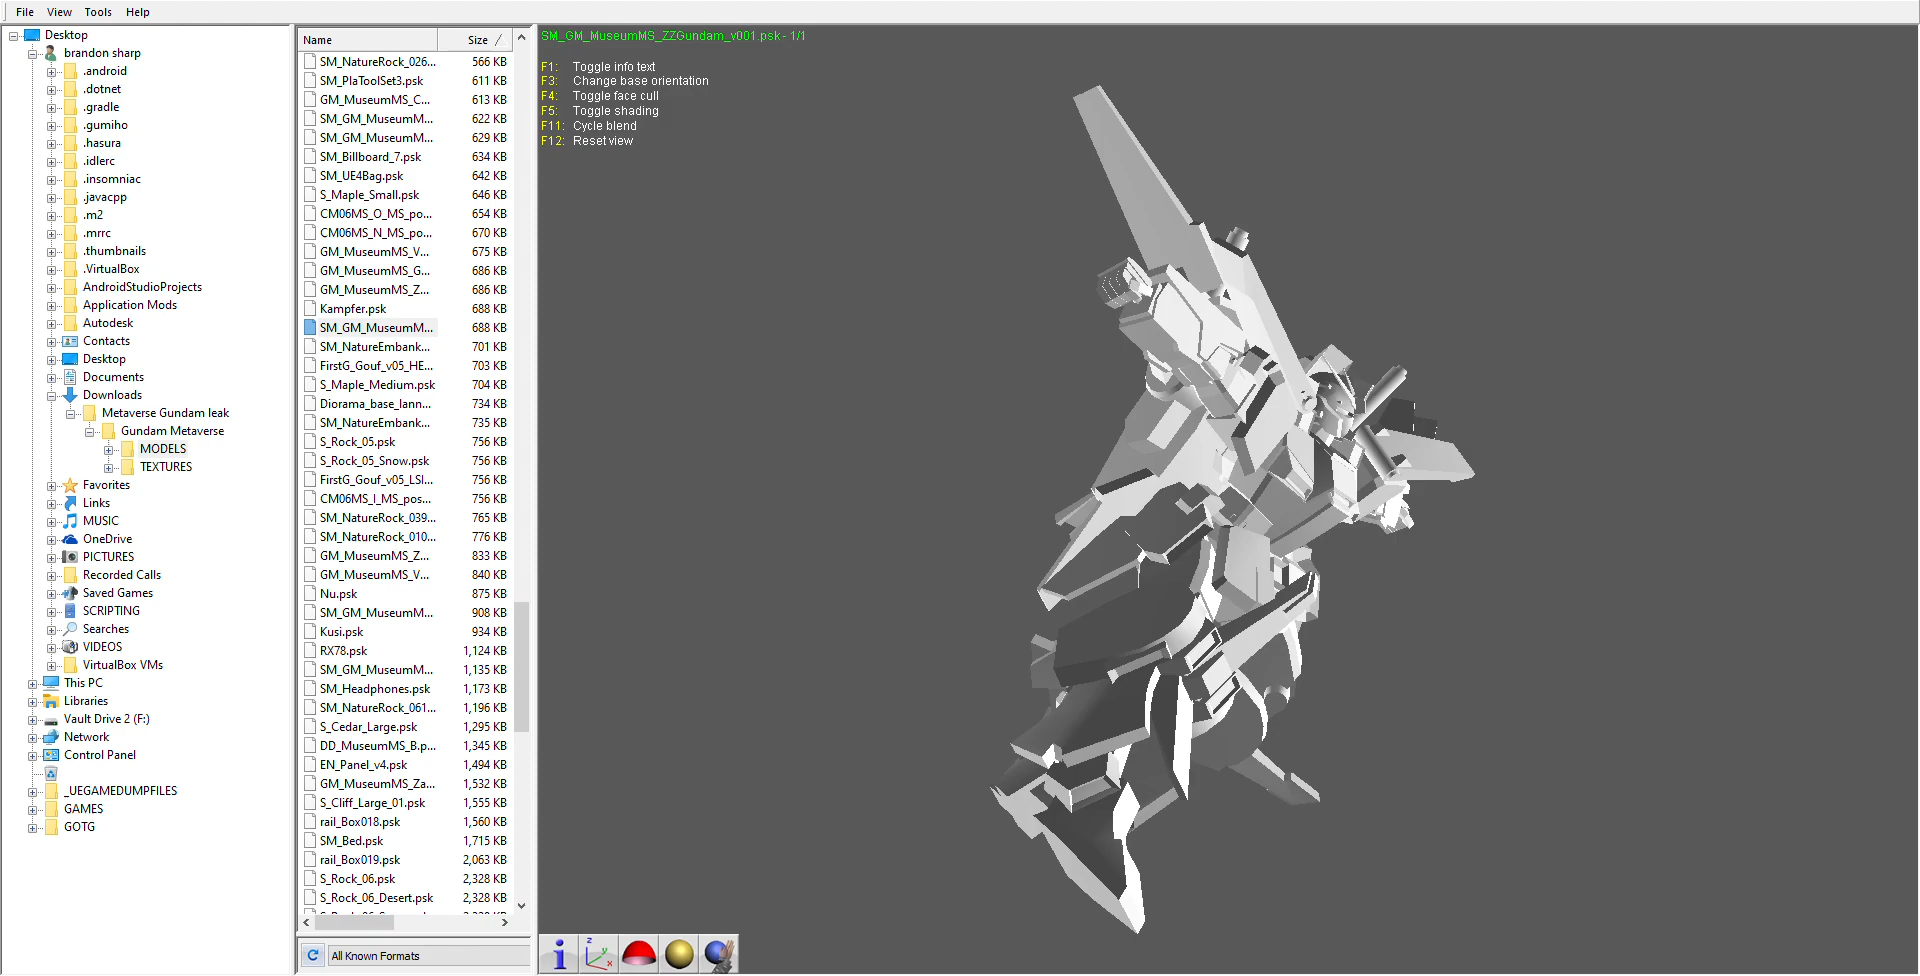 File View Tools Help
Desktop
brandon sharp
.android
.dotnet
.gradle
.gumiho
.hasura
.idlerc
.insomniac
.javacpp
.m2
.mrrc
.thumbnails
.VirtualBox
AndroidStudioProjects
Application Mods
Autodesk
Contacts
Desktop
Documents
Downloads
Metaverse Gundam leak
Gundam Metaverse
MODELS
TEXTURES
Favorites
Links
MUSIC
OneDrive
PICTURES
Recorded Calls
Saved Games
SCRIPTING
Searches
VIDEOS
VirtualBox VMs
This PC
Libraries
Vault Drive 2 (F:)
Network
Control Panel
_UEGAMEDUMPFILES
GAMES
GOTG
Name Size
SM_NatureRock_026... 566 KB
SM_PlaToolSet3.psk 611 KB
GM_MuseumMS_C... 613 KB
SM_GM_MuseumM... 622 KB
SM_GM_MuseumM... 629 KB
SM_Billboard_7.psk 634 KB
SM_UE4Bag.psk 642 KB
S_Maple_Small.psk 646 KB
CM06MS_O_MS_po... 654 KB
CM06MS_N_MS_po... 670 KB
GM_MuseumMS_V... 675 KB
GM_MuseumMS_G... 686 KB
GM_MuseumMS_Z... 686 KB
Kampfer.psk 688 KB
SM_GM_MuseumM... 688 KB
SM_NatureEmbank... 701 KB
FirstG_Gouf_v05_HE... 703 KB
S_Maple_Medium.psk 704 KB
Diorama_base_lann... 734 KB
SM_NatureEmbank... 735 KB
S_Rock_05.psk 756 KB
S_Rock_05_Snow.psk 756 KB
FirstG_Gouf_v05_LSI... 756 KB
CM06MS_I_MS_pos... 756 KB
SM_NatureRock_039... 765 KB
SM_NatureRock_010... 776 KB
GM_MuseumMS_Z... 833 KB
GM_MuseumMS_V... 840 KB
Nu.psk 875 KB
SM_GM_MuseumM... 908 KB
Kusi.psk 934 KB
RX78.psk 1,124 KB
SM_GM_MuseumM... 1,135 KB
SM_Headphones.psk 1,173 KB
SM_NatureRock_061... 1,196 KB
S_Cedar_Large.psk 1,295 KB
DD_MuseumMS_B.p... 1,345 KB
EN_Panel_v4.psk 1,494 KB
GM_MuseumMS_Za... 1,532 KB
S_Cliff_Large_01.psk 1,555 KB
rail_Box018.psk 1,560 KB
SM_Bed.psk 1,715 KB
rail_Box019.psk 2,063 KB
S_Rock_06.psk 2,328 KB
S_Rock_06_Desert.psk 2,328 KB
All Known Formats
SM_GM_MuseumMS_ZZGundam_v001.psk - 1/1
F1: Toggle info text
F3: Change base orientation
F4: Toggle face cull
F5: Toggle shading
F11: Cycle blend
F12: Reset view
z
y
x